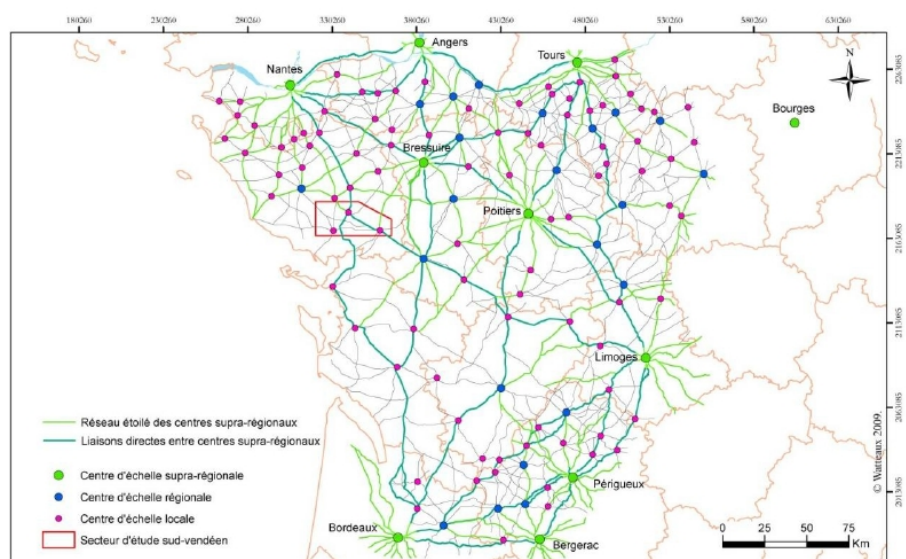 180260 230260 280260 330260 380260 430260 480260 530260 580260 630260
Angers
Tours
Nantes
N
Bourges
Bressuire
Poitiers
Limoges
Périgueux
Bordeaux
Bergerac
2263085
2213085
2163085
2113085
2063085
2013085
Réseau étoilé des centres supra-régionaux
Liaisons directes entre centres supra-régionaux
Centre d'échelle supra-régionale
Centre d'échelle régionale
Centre d'échelle locale
Secteur d'étude sud-vendéen
0 25 50 75
Km
© Watteaux 2009.